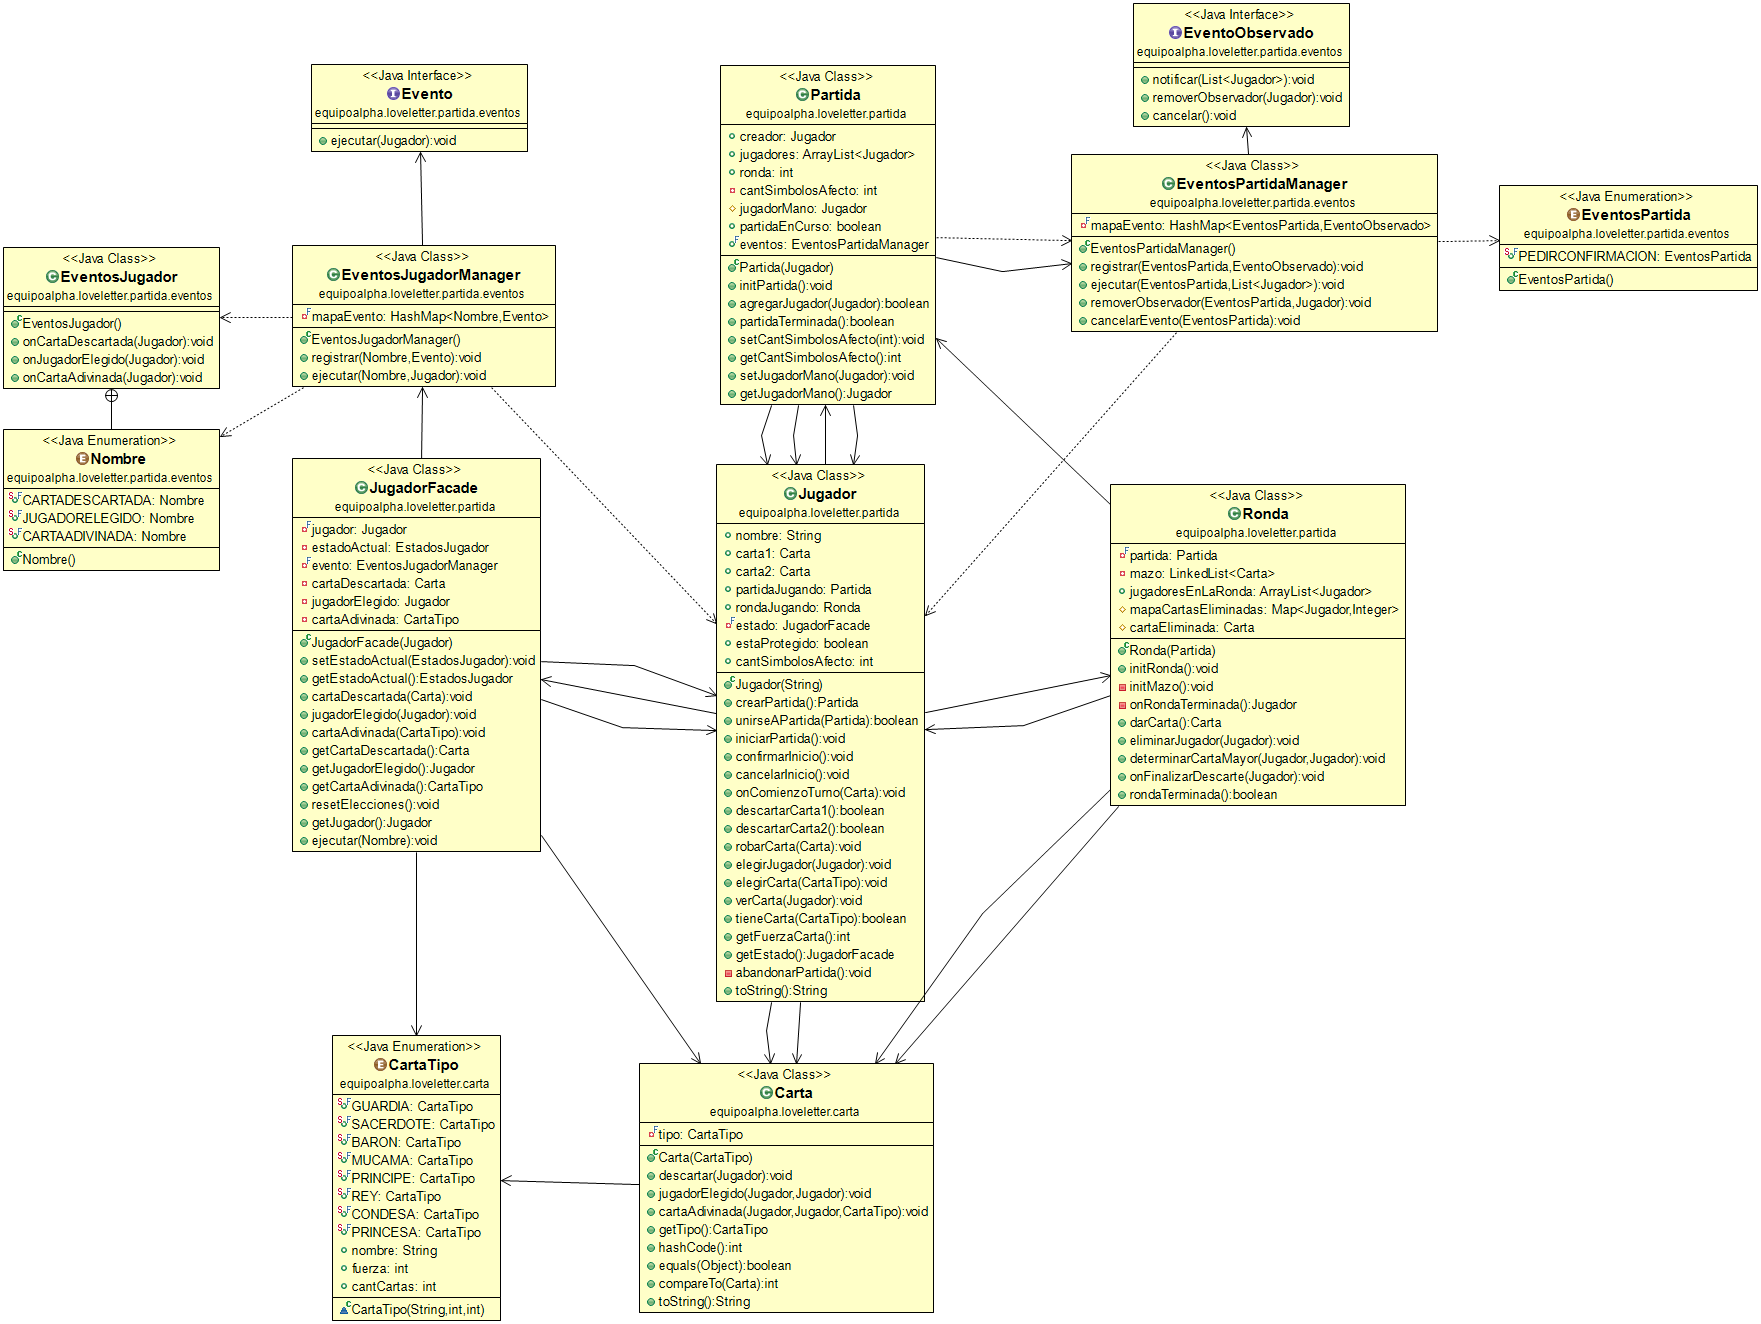 <<Java Interface>>
EventoObservado
equipoalpha.loveletter.partida.eventos
notificar(List<Jugador>):void
removerObservador(Jugador):void
cancelar():void
<<Java Interface>>
Evento
equipoalpha.loveletter.partida.eventos
ejecutar(Jugador):void
<<Java Class>>
Partida
equipoalpha.loveletter.partida
creador: Jugador
jugadores: ArrayList<Jugador>
ronda: int
cantSimbolosAfecto: int
jugadorMano: Jugador
partidaEnCurso: boolean
eventos: EventosPartidaManager
Partida(Jugador)
initPartida():void
agregarJugador(Jugador):boolean
partidaTerminada():boolean
setCantSimbolosAfecto(int):void
getCantSimbolosAfecto():int
setJugadorMano(Jugador):void
getJugadorMano():Jugador
<<Java Class>>
EventosPartidaManager
equipoalpha.loveletter.partida.eventos
mapaEvento: HashMap<EventosPartida,EventoObservado>
EventosPartidaManager()
registrar(EventosPartida,EventoObservado):void
ejecutar(EventosPartida,List<Jugador>):void
removerObservador(EventosPartida,Jugador):void
cancelarEvento(EventosPartida):void
<<Java Enumeration>>
EventosPartida
equipoalpha.loveletter.partida.eventos
PEDIRCONFIRMACION: EventosPartida
EventosPartida()
<<Java Class>>
EventosJugador
equipoalpha.loveletter.partida.eventos
EventosJugador()
onCartaDescartada(Jugador):void
onJugadorElegido(Jugador):void
onCartaAdivinada(Jugador):void
<<Java Class>>
EventosJugadorManager
equipoalpha.loveletter.partida.eventos
mapaEvento: HashMap<Nombre,Evento>
EventosJugadorManager()
registrar(Nombre,Evento):void
ejecutar(Nombre,Jugador):void
<<Java Enumeration>>
Nombre
equipoalpha.loveletter.partida.eventos
CARTADESCARTADA: Nombre
JUGADORELEGIDO: Nombre
CARTAADIVINADA: Nombre
Nombre()
<<Java Class>>
JugadorFacade
equipoalpha.loveletter.partida
jugador: Jugador
estadoActual: EstadosJugador
evento: EventosJugadorManager
cartaDescartada: Carta
jugadorElegido: Jugador
cartaAdivinada: CartaTipo
JugadorFacade(Jugador)
setEstadoActual(EstadosJugador):void
getEstadoActual():EstadosJugador
cartaDescartada(Carta):void
jugadorElegido(Jugador):void
cartaAdivinada(CartaTipo):void
getCartaDescartada():Carta
getJugadorElegido():Jugador
getCartaAdivinada():CartaTipo
resetElecciones():void
getJugador():Jugador
ejecutar(Nombre):void
<<Java Class>>
Jugador
equipoalpha.loveletter.partida
nombre: String
carta1: Carta
carta2: Carta
partidaJugando: Partida
rondaJugando: Ronda
estado: JugadorFacade
estaProtegido: boolean
cantSimbolosAfecto: int
Jugador(String)
crearPartida():Partida
unirseAPartida(Partida):boolean
iniciarPartida():void
confirmarInicio():void
cancelarInicio():void
onComienzoTurno(Carta):void
descartarCarta1():boolean
descartarCarta2():boolean
robarCarta(Carta):void
elegirJugador(Jugador):void
elegirCarta(CartaTipo):void
verCarta(Jugador):void
tieneCarta(CartaTipo):boolean
getFuerzaCarta():int
getEstado():JugadorFacade
abandonarPartida():void
toString():String
<<Java Class>>
Ronda
equipoalpha.loveletter.partida
partida: Partida
mazo: LinkedList<Carta>
jugadoresEnLaRonda: ArrayList<Jugador>
mapaCartasEliminadas: Map<Jugador,Integer>
cartaEliminada: Carta
Ronda(Partida)
initRonda():void
initMazo():void
onRondaTerminada():Jugador
darCarta():Carta
eliminarJugador(Jugador):void
determinarCartaMayor(Jugador,Jugador):void
onFinalizarDescarte(Jugador):void
rondaTerminada():boolean
<<Java Enumeration>>
CartaTipo
equipoalpha.loveletter.carta
GUARDIA: CartaTipo
SACERDOTE: CartaTipo
BARON: CartaTipo
MUCAMA: CartaTipo
PRINCIPE: CartaTipo
REY: CartaTipo
CONDESA: CartaTipo
PRINCESA: CartaTipo
nombre: String
fuerza: int
cantCartas: int
CartaTipo(String,int,int)
<<Java Class>>
Carta
equipoalpha.loveletter.carta
tipo: CartaTipo
Carta(CartaTipo)
descartar(Jugador):void
jugadorElegido(Jugador,Jugador):void
cartaAdivinada(Jugador,Jugador,CartaTipo):void
getTipo():CartaTipo
hashCode():int
equals(Object):boolean
compareTo(Carta):int
toString():String